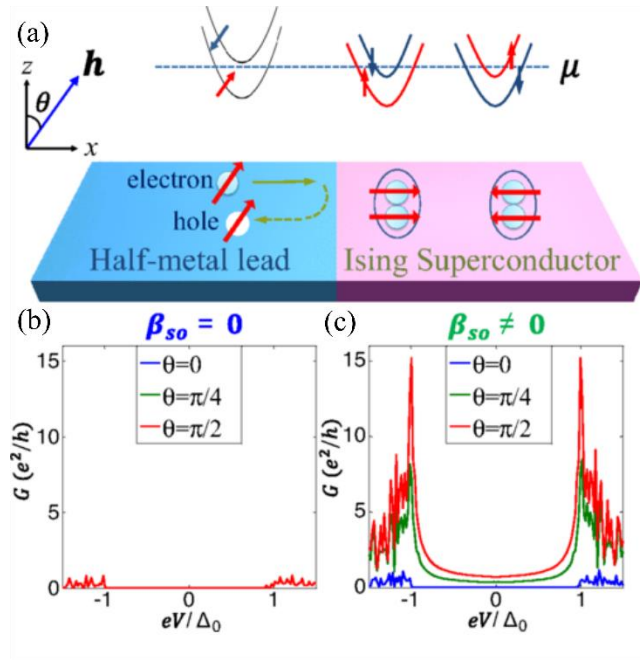 (a)
z
h
θ
x
μ
electron
hole
Half-metal lead
Ising Superconductor
(b)
β_so = 0
(c)
β_so ≠ 0
15
10
5
0
G (e²/h)
θ=0
θ=π/4
θ=π/2
-1
0
1
eV/Δ₀
15
10
5
0
G (e²/h)
θ=0
θ=π/4
θ=π/2
-1
0
1
eV/Δ₀